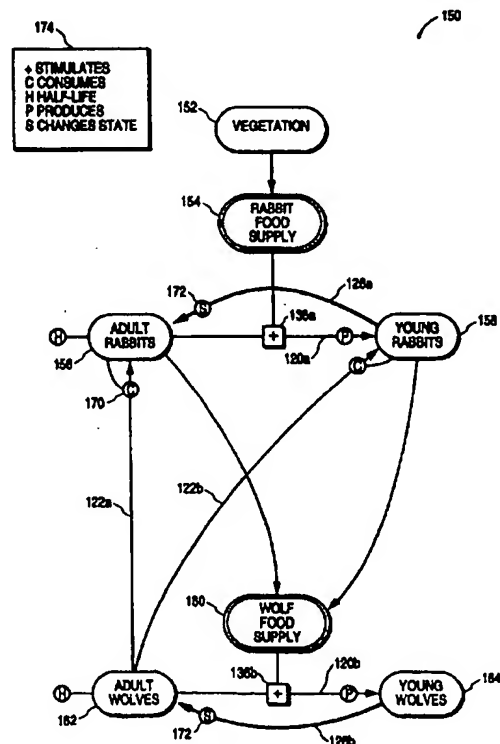 174
150
+ STIMULATES
C CONSUMES
H HALF-LIFE
P PRODUCES
S CHANGES STATE
152
VEGETATION
154
RABBIT
FOOD
SUPPLY
172
S
136a
126a
H
ADULT
RABBITS
156
+
120a
P
YOUNG
RABBITS
158
C
170
C
122a
122b
160
WOLF
FOOD
SUPPLY
136b
120b
164
H
ADULT
WOLVES
162
+
P
YOUNG
WOLVES
S
172
126b